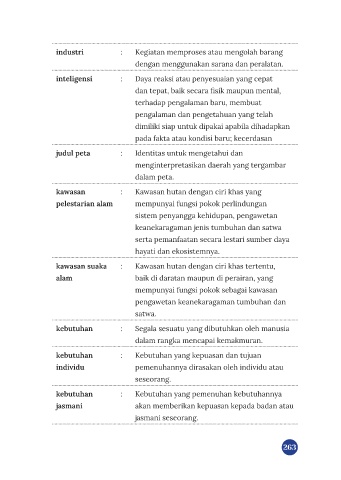 industri : Kegiatan memproses atau mengolah barang
dengan menggunakan sarana dan peralatan.
inteligensi : Daya reaksi atau penyesuaian yang cepat
dan tepat, baik secara fisik maupun mental,
terhadap pengalaman baru, membuat
pengalaman dan pengetahuan yang telah
dimiliki siap untuk dipakai apabila dihadapkan
pada fakta atau kondisi baru; kecerdasan
judul peta : Identitas untuk mengetahui dan
menginterpretasikan daerah yang tergambar
dalam peta.
kawasan : Kawasan hutan dengan ciri khas yang
pelestarian alam mempunyai fungsi pokok perlindungan
sistem penyangga kehidupan, pengawetan
keanekaragaman jenis tumbuhan dan satwa
serta pemanfaatan secara lestari sumber daya
hayati dan ekosistemnya.
kawasan suaka : Kawasan hutan dengan ciri khas tertentu,
alam baik di daratan maupun di perairan, yang
mempunyai fungsi pokok sebagai kawasan
pengawetan keanekaragaman tumbuhan dan
satwa.
kebutuhan : Segala sesuatu yang dibutuhkan oleh manusia
dalam rangka mencapai kemakmuran.
kebutuhan : Kebutuhan yang kepuasan dan tujuan
individu pemenuhannya dirasakan oleh individu atau
seseorang.
kebutuhan : Kebutuhan yang pemenuhan kebutuhannya
jasmani akan memberikan kepuasan kepada badan atau
jasmani seseorang.
263